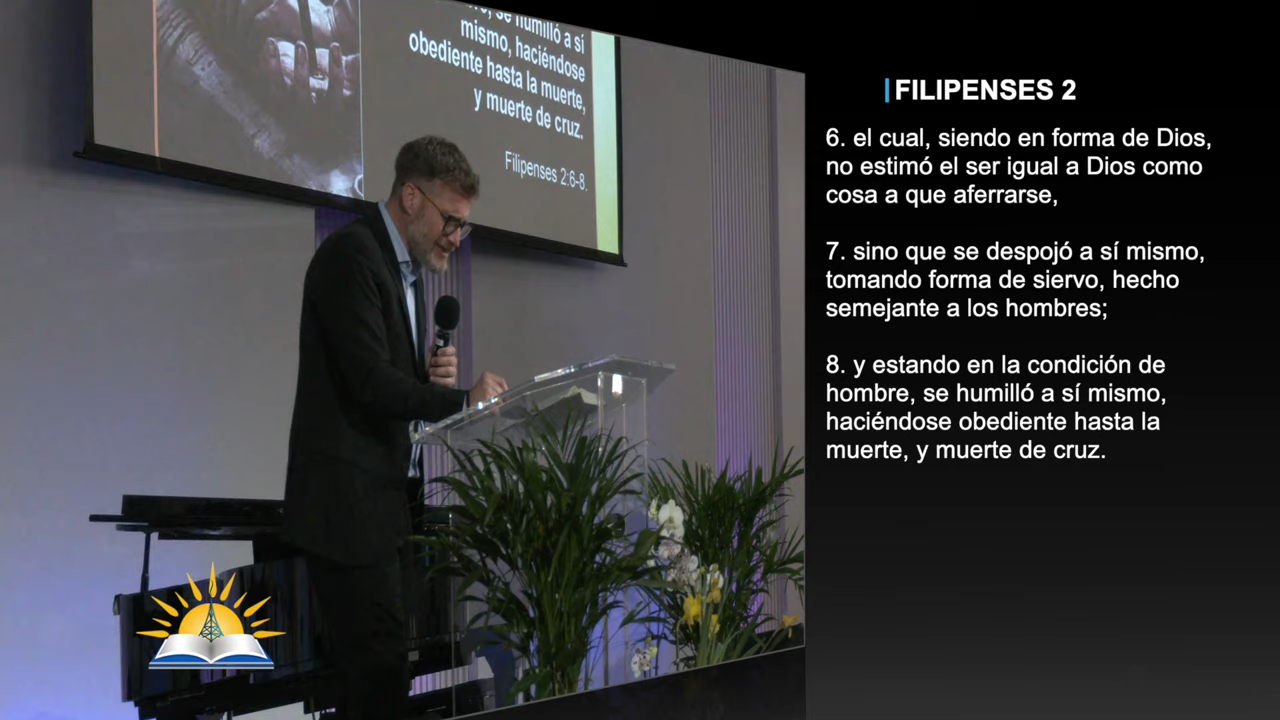 se humilló a sí
mismo, haciéndose
obediente hasta la muerte,
y muerte de cruz.
Filipenses 2:6-8.
FILIPENSES 2
6. el cual, siendo en forma de Dios,
no estimó el ser igual a Dios como
cosa a que aferrarse,
7. sino que se despojó a sí mismo,
tomando forma de siervo, hecho
semejante a los hombres;
8. y estando en la condición de
hombre, se humilló a sí mismo,
haciéndose obediente hasta la
muerte, y muerte de cruz.